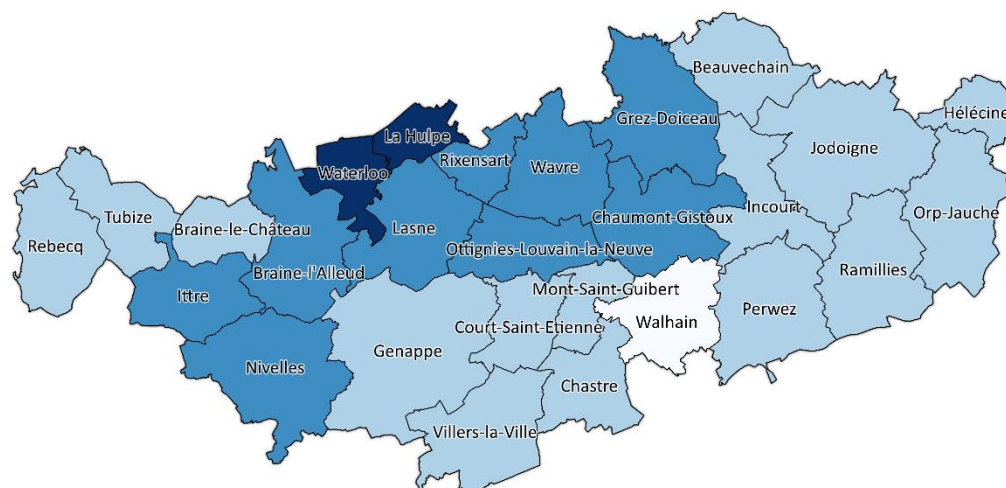 Beauvechain
Hélécine
Grez-Doiceau
La Hulpe
Jodoigne
Rixensart
Wavre
Waterloo
Incourt
Orp-Jauche
Tubize
Chaumont-Gistoux
Braine-le-Château
Lasne
Rebecq
Ottignies-Louvain-la-Neuve
Ramillies
Braine-l'Alleud
Ittre
Mont-Saint-Guibert
Perwez
Walhain
Court-Saint-Etienne
Genappe
Nivelles
Chastre
Villers-la-Ville